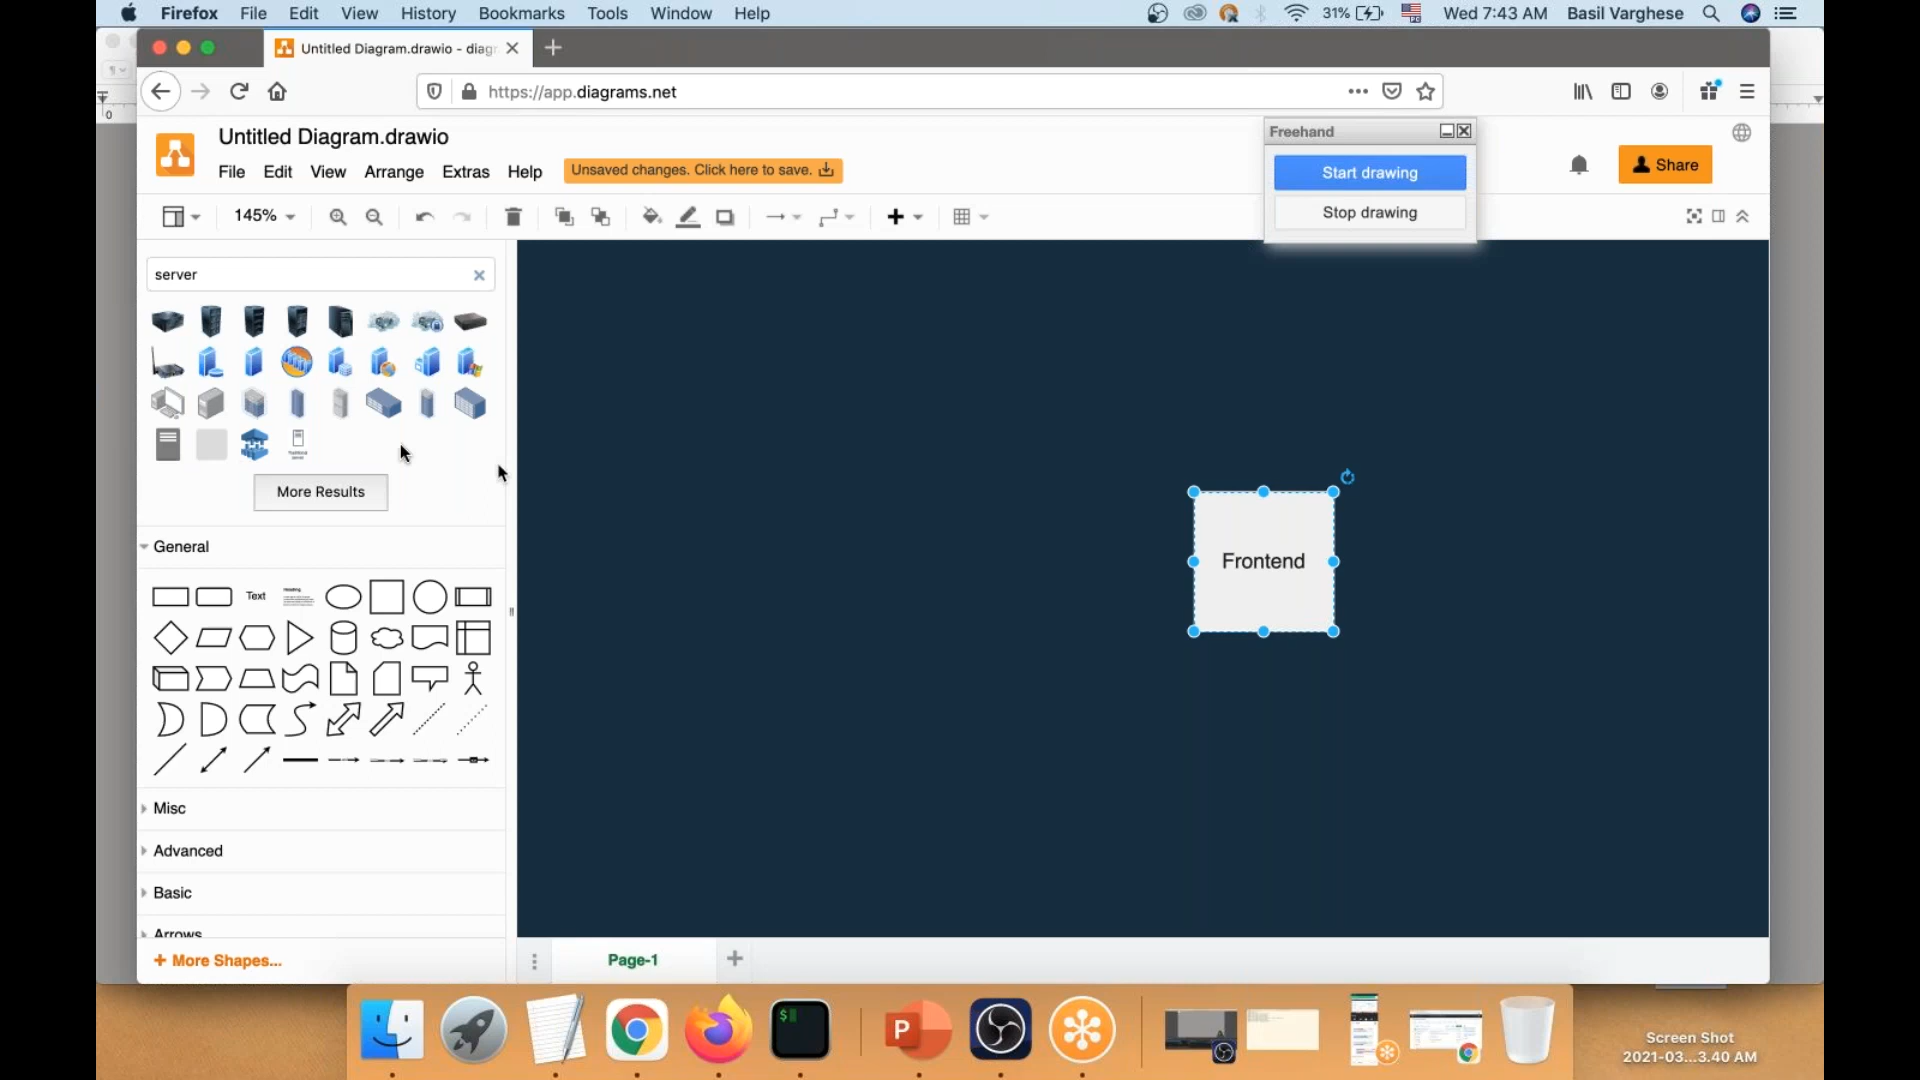 Firefox File Edit View History Bookmarks Tools Window Help 31% Wed 7:43 AM Basil Varghese
Untitled Diagram.drawio - diagr
https://app.diagrams.net
Untitled Diagram.drawio
File Edit View Arrange Extras Help Unsaved changes. Click here to save.
Freehand
Start drawing
Stop drawing
Share
145%
server
More Results
General
Text
Heading
Misc
Advanced
Basic
Arrows
+ More Shapes...
Frontend
Page-1
Screen Shot
2021-03...3.40 AM